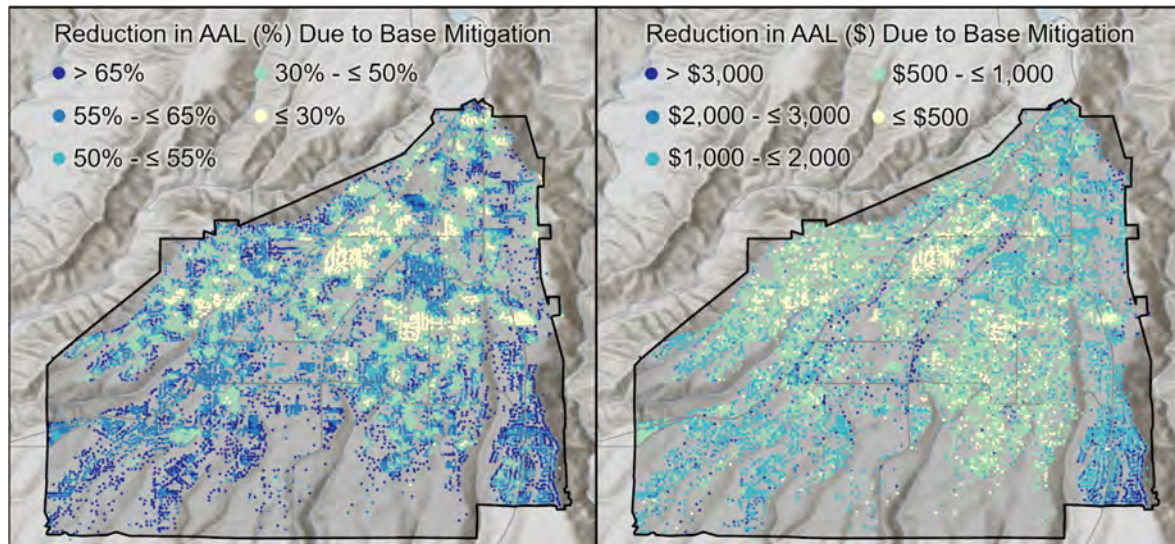 Reduction in AAL (%) Due to Base Mitigation
> 65%
30% - ≤ 50%
55% - ≤ 65%
≤ 30%
50% - ≤ 55%
Reduction in AAL ($) Due to Base Mitigation
> $3,000
$500 - ≤ 1,000
$2,000 - ≤ 3,000
≤ $500
$1,000 - ≤ 2,000